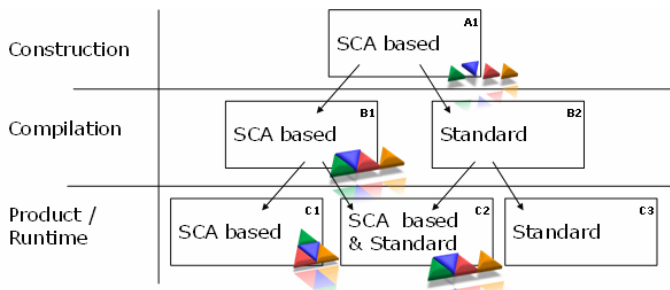 A1
Construction
SCA based
Compilation
B1
SCA based
B2
Standard
Product /
Runtime
C1
SCA based
C2
SCA based
& Standard
C3
Standard